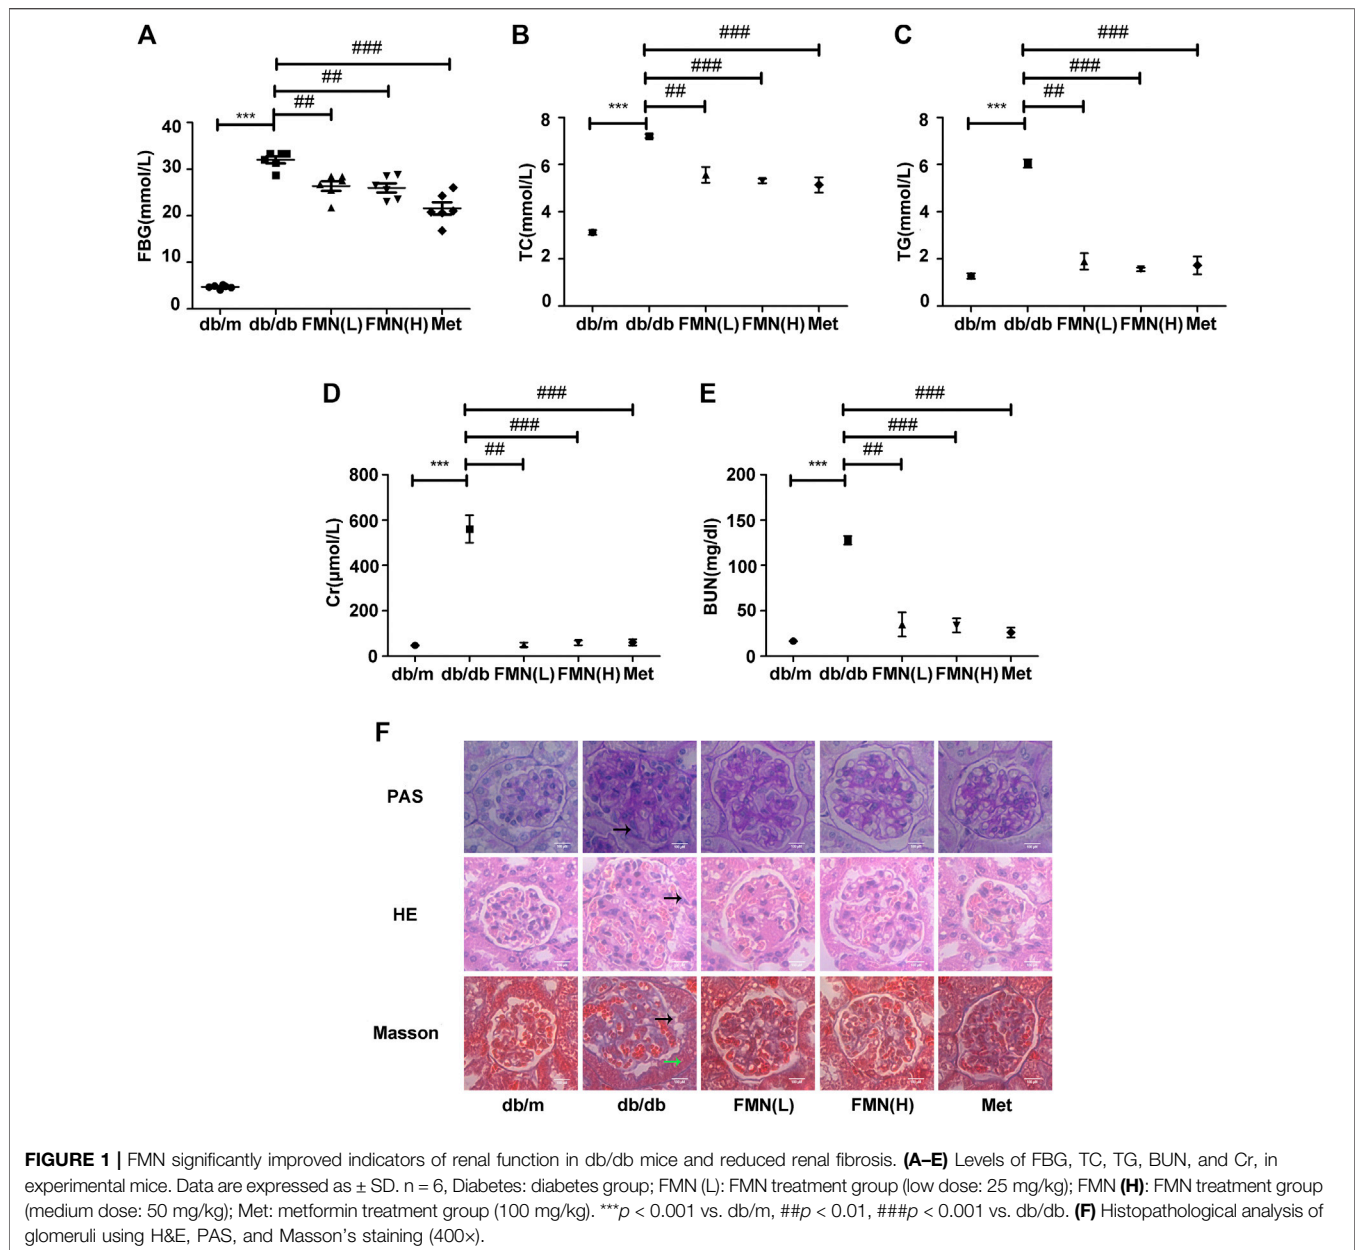 A
###
##
##
***
FBG(mmol/L)
40
30
20
10
0
db/m db/db FMN(L) FMN(H) Met
B
###
###
##
***
TC(mmol/L)
8
6
4
2
0
db/m db/db FMN(L) FMN(H) Met
C
###
###
##
***
TG(mmol/L)
8
6
4
2
0
db/m db/db FMN(L) FMN(H) Met
D
###
###
##
***
Cr(μmol/L)
800
600
400
200
0
db/m db/db FMN(L) FMN(H) Met
E
###
###
##
***
BUN(mg/dl)
200
150
100
50
0
db/m db/db FMN(L) FMN(H) Met
F
PAS
HE
Masson
db/m db/db FMN(L) FMN(H) Met
FIGURE 1 | FMN significantly improved indicators of renal function in db/db mice and reduced renal fibrosis. (A–E) Levels of FBG, TC, TG, BUN, and Cr, in
experimental mice. Data are expressed as ± SD. n = 6, Diabetes: diabetes group; FMN (L): FMN treatment group (low dose: 25 mg/kg); FMN (H): FMN treatment group
(medium dose: 50 mg/kg); Met: metformin treatment group (100 mg/kg). ***p < 0.001 vs. db/m, ##p < 0.01, ###p < 0.001 vs. db/db. (F) Histopathological analysis of
glomeruli using H&E, PAS, and Masson's staining (400×).